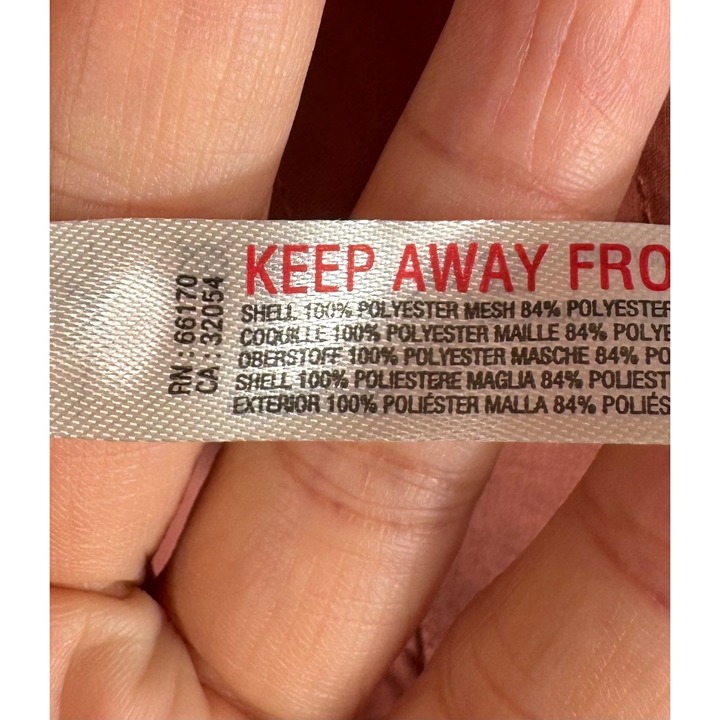 RN : 66170
CA : 32054
KEEP AWAY FRO
SHELL 100% POLYESTER MESH 84% POLYESTER
COQUILLE 100% POLYESTER MAILLE 84% POLYE
OBERSTOFF 100% POLYESTER MASCHE 84% PO
SHELL 100% POLIESTERE MAGLIA 84% POLIEST
EXTERIOR 100% POLIÉSTER MALLA 84% POLIÉS